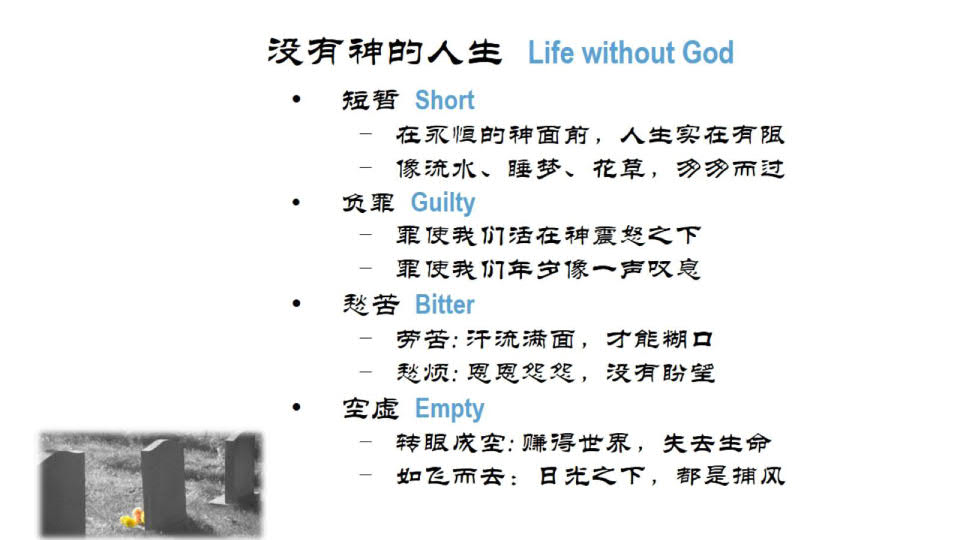 没有神的人生 Life without God
• 短暂 Short
– 在永恒的神面前，人生实在有限
– 像流水、睡梦、花草，匆匆而过
• 负罪 Guilty
– 罪使我们活在神震怒之下
– 罪使我们年岁像一声叹息
• 愁苦 Bitter
– 劳苦:汗流满面，才能糊口
– 愁烦:恩恩怨怨，没有盼望
• 空虚 Empty
– 转眼成空:赚得世界，失去生命
– 如飞而去：日光之下，都是捕风